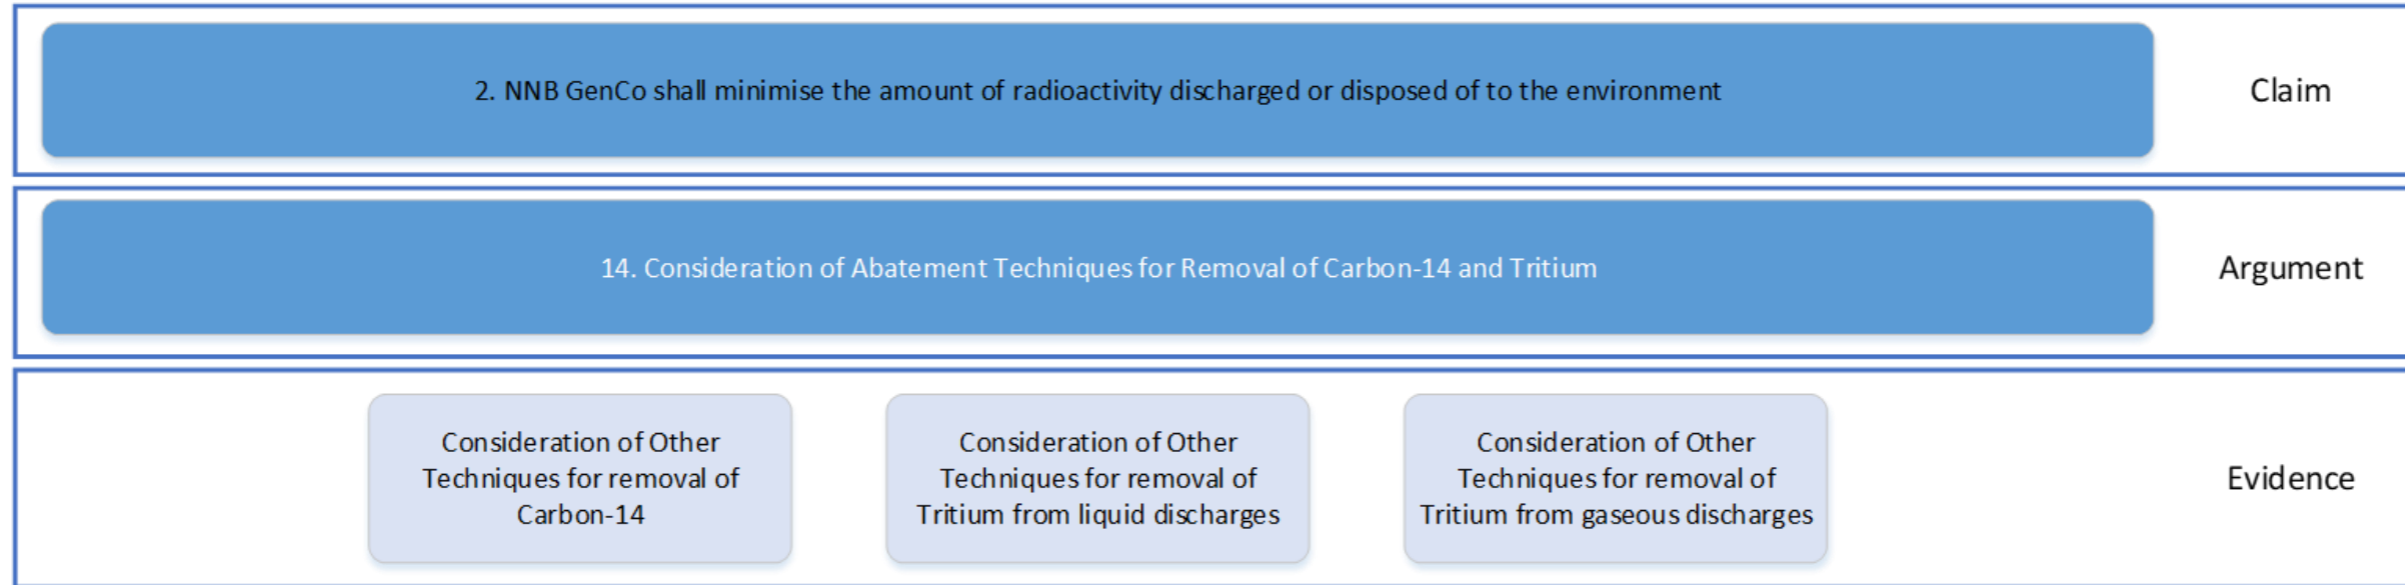 2. NNB GenCo shall minimise the amount of radioactivity discharged or disposed of to the environment
Claim
14. Consideration of Abatement Techniques for Removal of Carbon-14 and Tritium
Argument
Consideration of Other
Techniques for removal of
Carbon-14
Consideration of Other
Techniques for removal of
Tritium from liquid discharges
Consideration of Other
Techniques for removal of
Tritium from gaseous discharges
Evidence